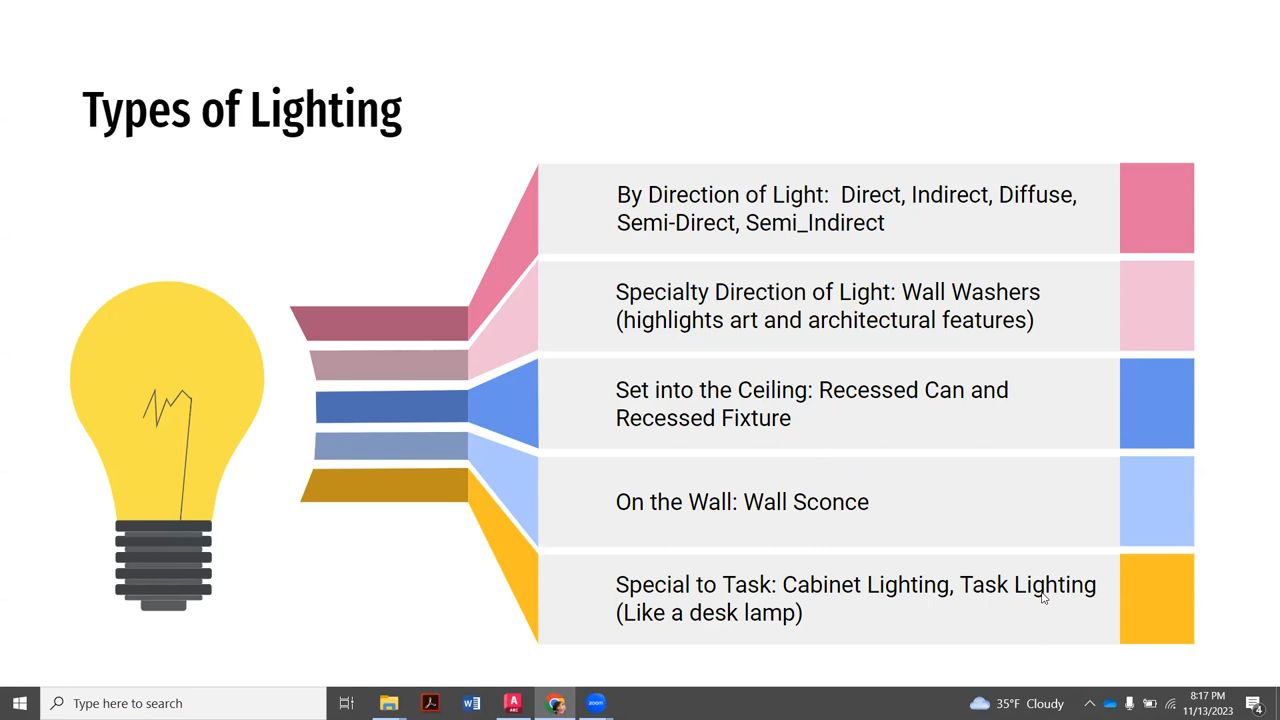 Types of Lighting
By Direction of Light:  Direct, Indirect, Diffuse,
Semi-Direct, Semi_Indirect
Specialty Direction of Light: Wall Washers
(highlights art and architectural features)
Set into the Ceiling: Recessed Can and
Recessed Fixture
On the Wall: Wall Sconce
Special to Task: Cabinet Lighting, Task Lighting
(Like a desk lamp)
Type here to search
W
A
ARC
zoom
35°F Cloudy
8:17 PM
11/13/2023
4